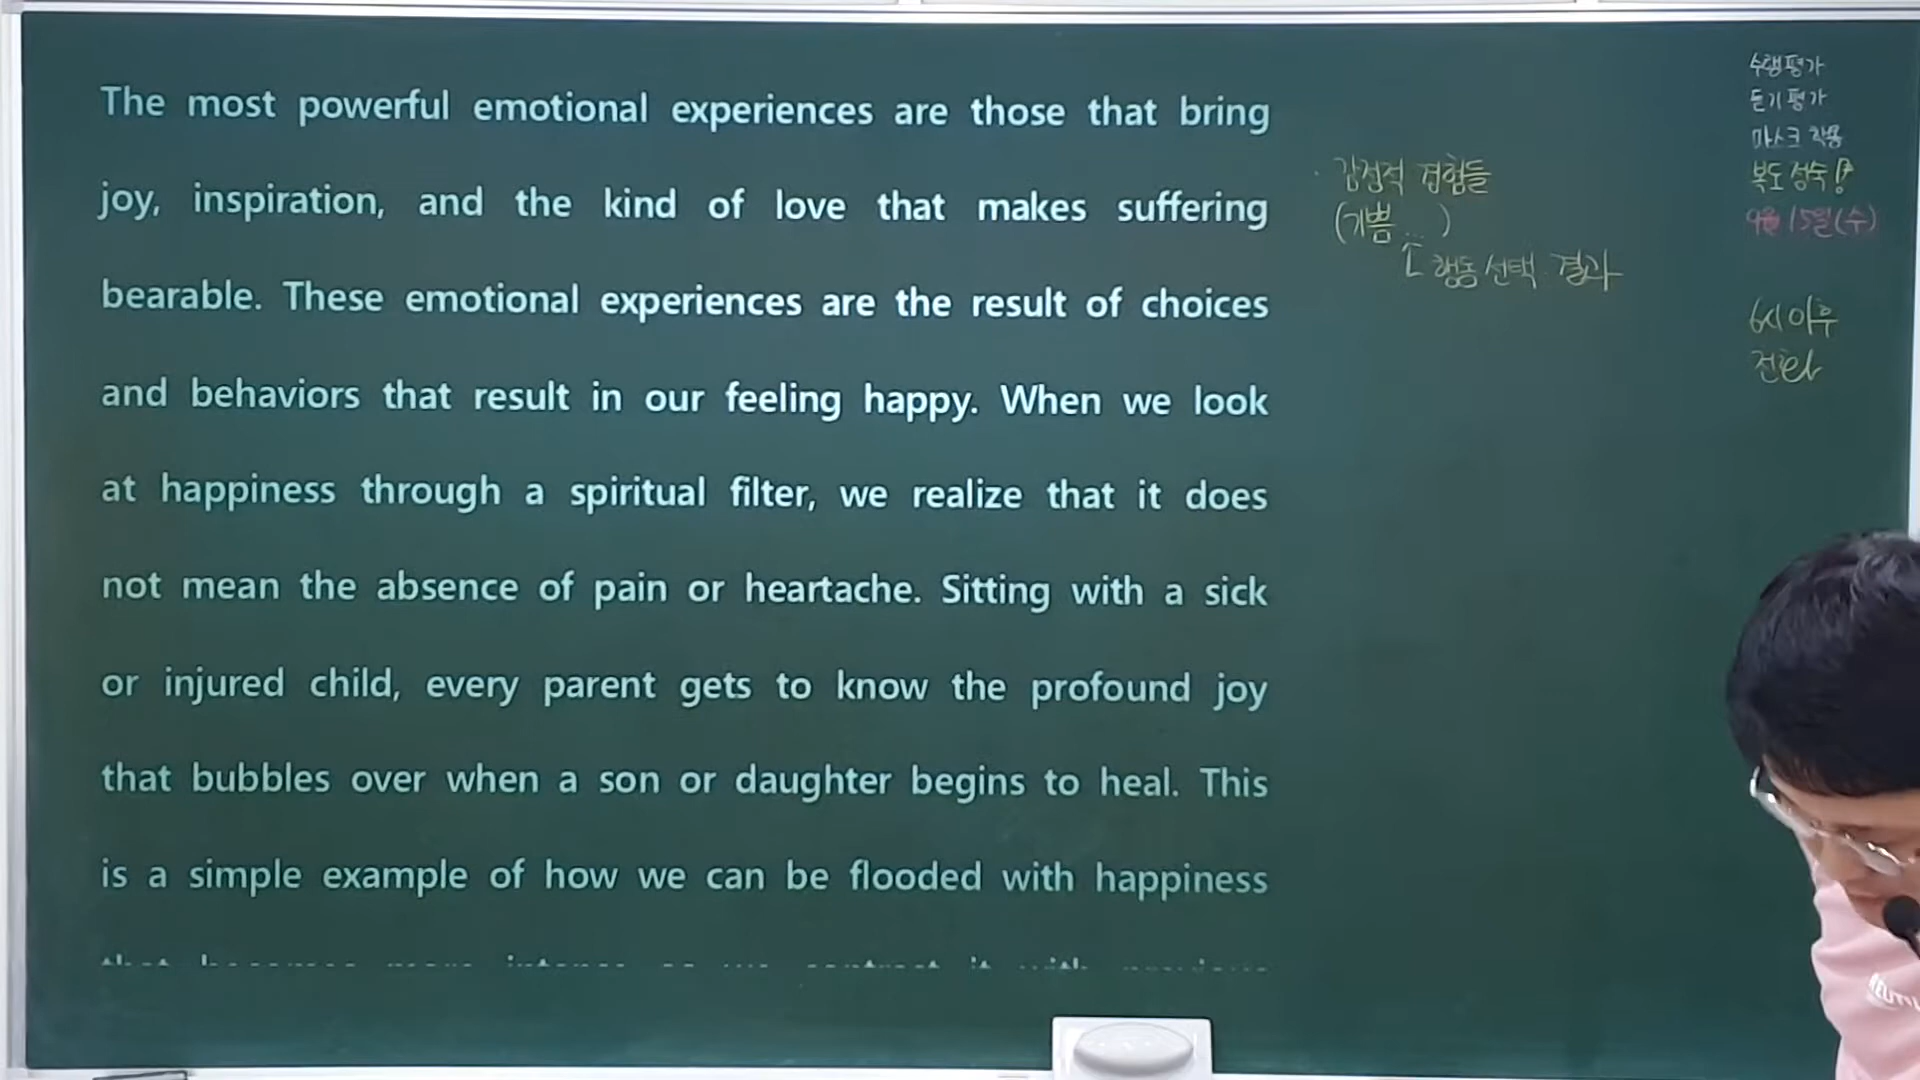 The most powerful emotional experiences are those that bring
joy, inspiration, and the kind of love that makes suffering
bearable. These emotional experiences are the result of choices
and behaviors that result in our feeling happy. When we look
at happiness through a spiritual filter, we realize that it does
not mean the absence of pain or heartache. Sitting with a sick
or injured child, every parent gets to know the profound joy
that bubbles over when a son or daughter begins to heal. This
is a simple example of how we can be flooded with happiness
· 감정적 경험들
(기쁨 ... )
행동 선택 결과
수행평가
듣기평가
마스크 착용
복도 정숙!
9월 15일(수)
6시 이후